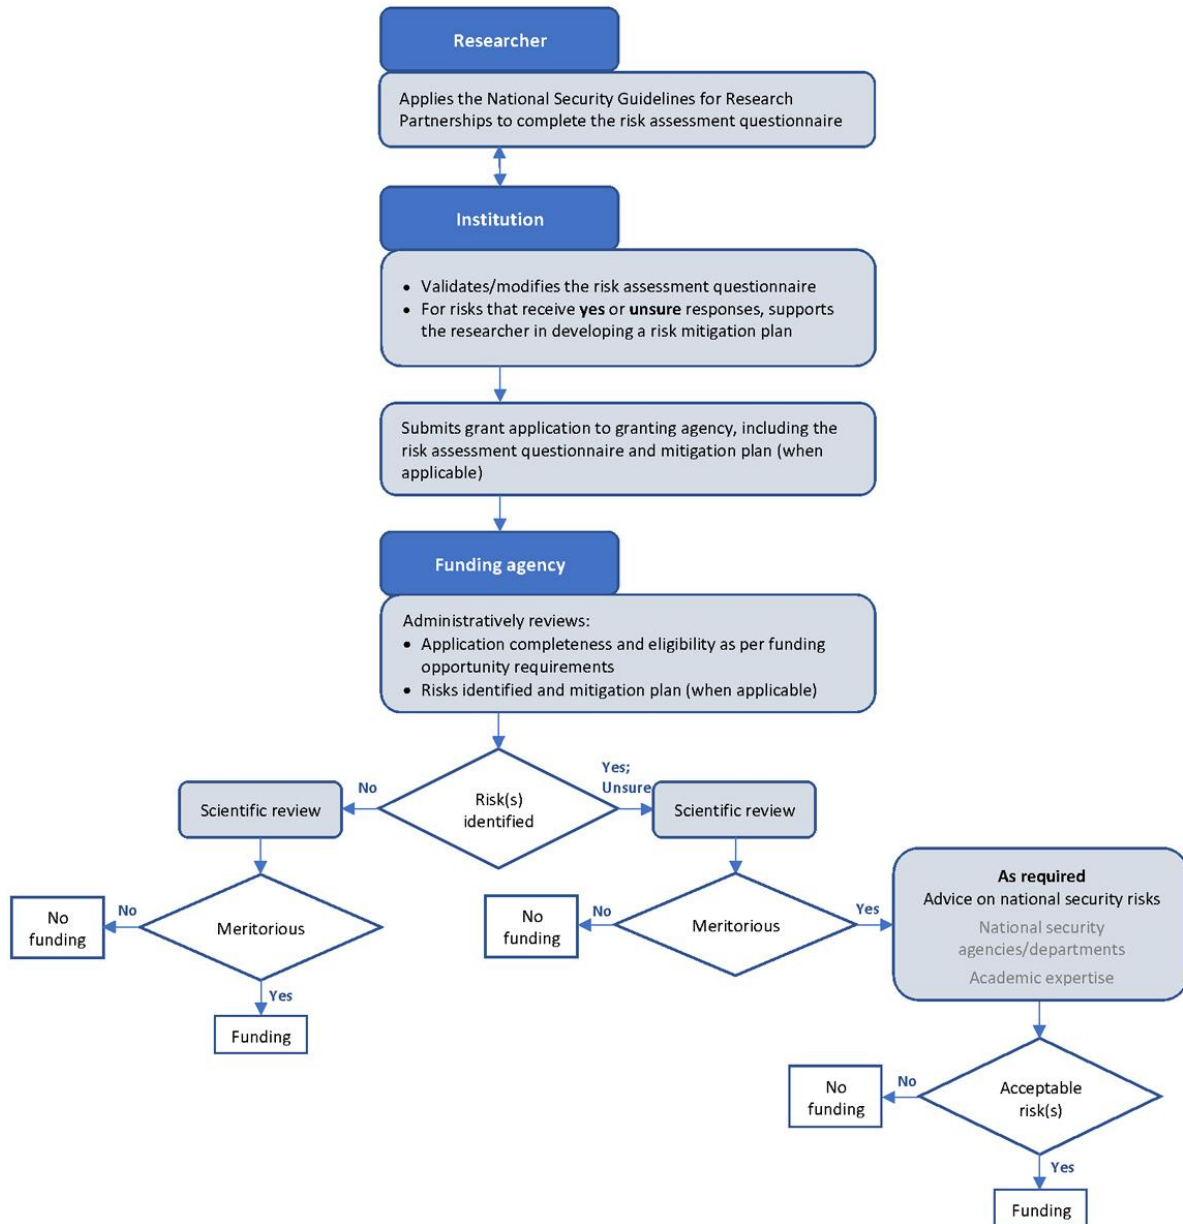 Researcher
Applies the National Security Guidelines for Research
Partnerships to complete the risk assessment questionnaire
Institution
• Validates/modifies the risk assessment questionnaire
• For risks that receive yes or unsure responses, supports
the researcher in developing a risk mitigation plan
Submits grant application to granting agency, including the
risk assessment questionnaire and mitigation plan (when
applicable)
Funding agency
Administratively reviews:
• Application completeness and eligibility as per funding
opportunity requirements
• Risks identified and mitigation plan (when applicable)
Risk(s)
identified
No
Scientific review
Meritorious
No
No
funding
Yes
Funding
Yes;
Unsure
Scientific review
Meritorious
No
No
funding
Yes
As required
Advice on national security risks
National security
agencies/departments
Academic expertise
Acceptable
risk(s)
No
No
funding
Yes
Funding